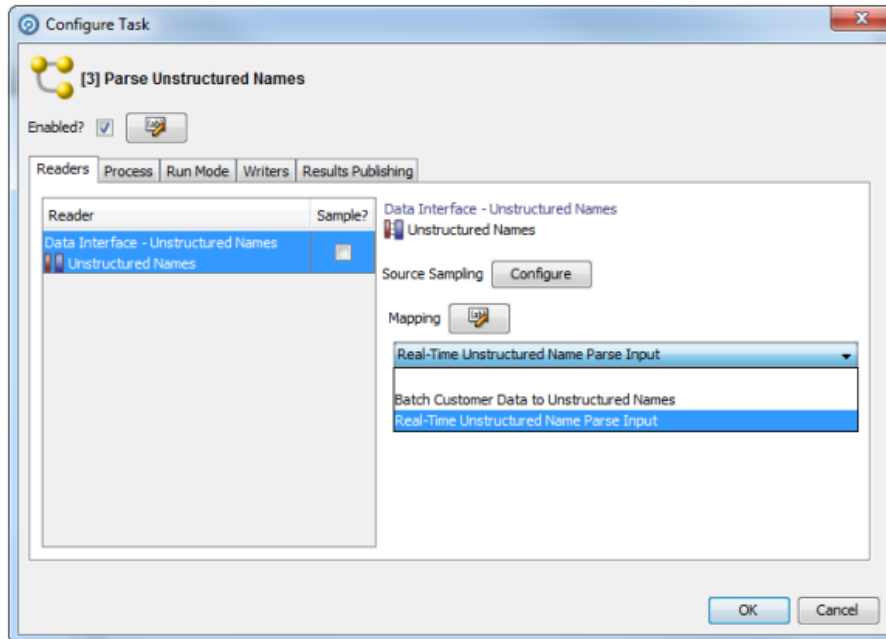 Configure Task
[3] Parse Unstructured Names
Enabled?
Readers Process Run Mode Writers Results Publishing
Reader Sample?
Data Interface - Unstructured Names
Unstructured Names
Data Interface - Unstructured Names
Unstructured Names
Source Sampling Configure
Mapping
Real-Time Unstructured Name Parse Input
Batch Customer Data to Unstructured Names
Real-Time Unstructured Name Parse Input
OK Cancel